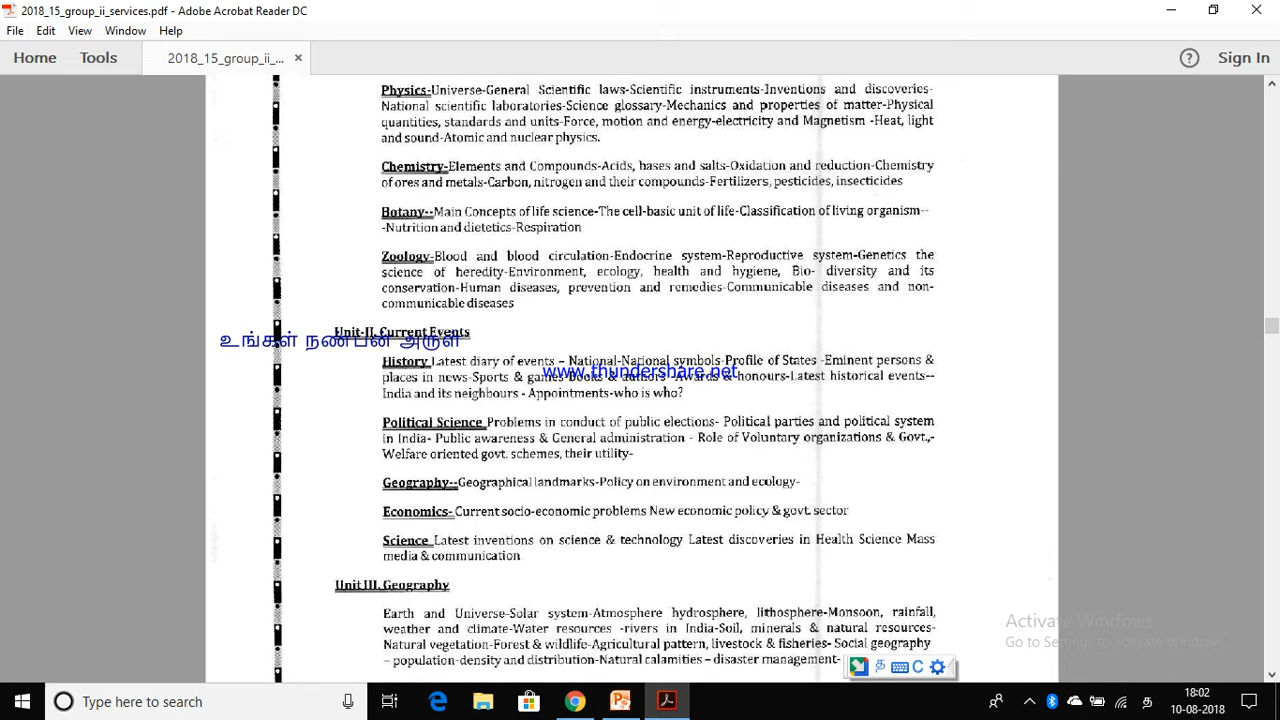 2018_15_group_ii_services.pdf - Adobe Acrobat Reader DC
File Edit View Window Help
Home Tools 2018_15_group_ii_... × Sign In
Physics-Universe-General Scientific laws-Scientific instruments-Inventions and discoveries-
National scientific laboratories-Science glossary-Mechanics and properties of matter-Physical
quantities, standards and units-Force, motion and energy-electricity and Magnetism -Heat, light
and sound-Atomic and nuclear physics.
Chemistry-Elements and Compounds-Acids, bases and salts-Oxidation and reduction-Chemistry
of ores and metals-Carbon, nitrogen and their compounds-Fertilizers, pesticides, insecticides
Botany--Main Concepts of life science-The cell-basic unit of life-Classification of living organism--
-Nutrition and dietetics-Respiration
Zoology-Blood and blood circulation-Endocrine system-Reproductive system-Genetics the
science of heredity-Environment, ecology, health and hygiene, Bio- diversity and its
conservation-Human diseases, prevention and remedies-Communicable diseases and non-
communicable diseases
Unit-II. Current Events
உங்கள் நண்பன் அருள்
History Latest diary of events – National-National symbols-Profile of States -Eminent persons &
places in news-Sports & games-Books & authors -Awards & honours-Latest historical events--
www.thundershare.net
India and its neighbours - Appointments-who is who?
Political Science Problems in conduct of public elections- Political parties and political system
in India- Public awareness & General administration - Role of Voluntary organizations & Govt.,-
Welfare oriented govt. schemes, their utility-
Geography--Geographical landmarks-Policy on environment and ecology-
Economics- Current socio-economic problems New economic policy & govt. sector
Science Latest inventions on science & technology Latest discoveries in Health Science Mass
media & communication
Unit III. Geography
Earth and Universe-Solar system-Atmosphere hydrosphere, lithosphere-Monsoon, rainfall,
weather and climate-Water resources -rivers in India-Soil, minerals & natural resources-
Natural vegetation-Forest & wildlife-Agricultural pattern, livestock & fisheries- Social geography
– population-density and distribution-Natural calamities – disaster management-
Activate Windows
Go to Settings to activate Windows.
Type here to search
18:02
10-08-2018